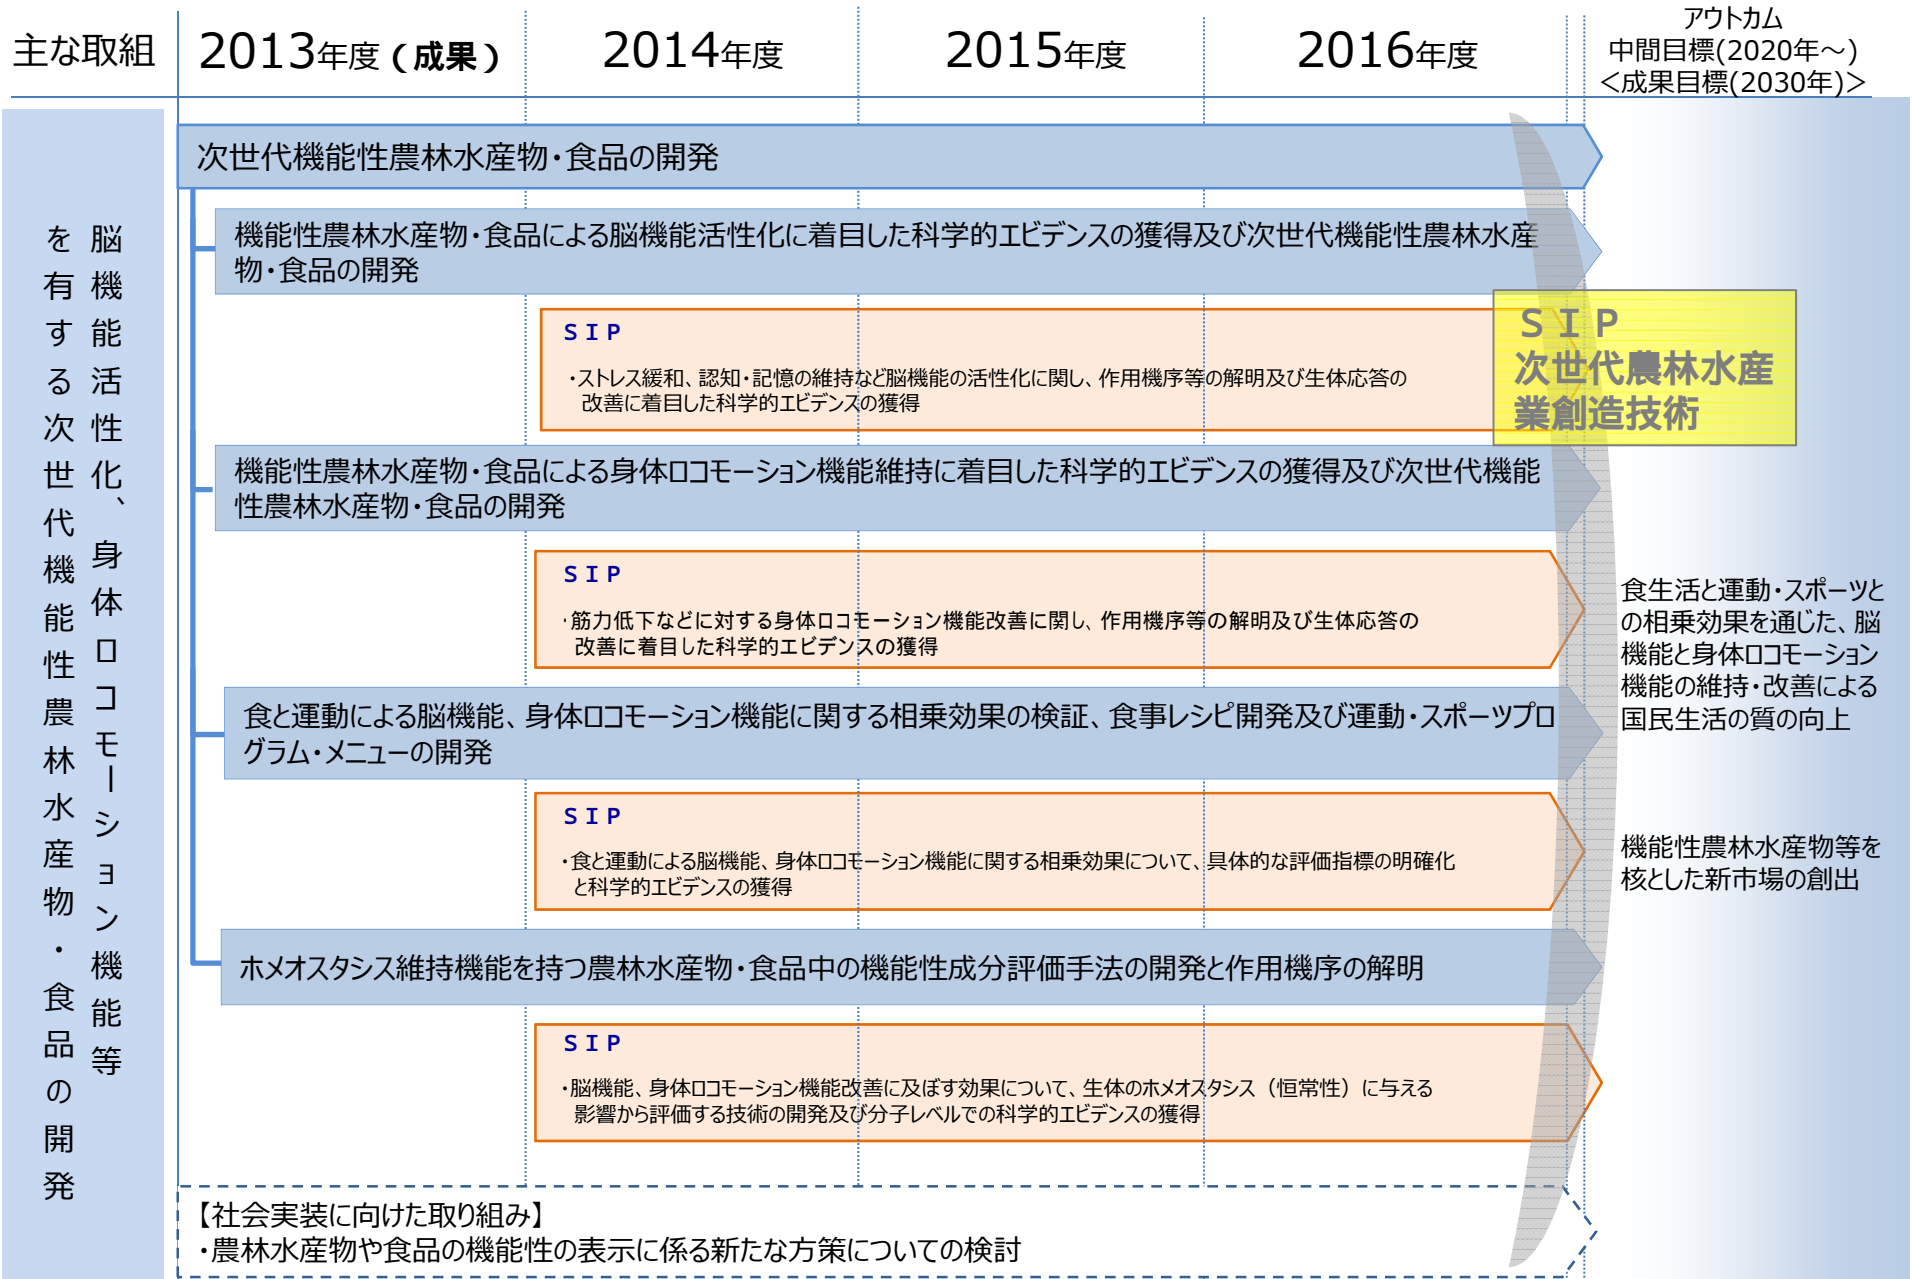 主な取組
2013年度（成果）
2014年度
2015年度
2016年度
アウトカム
中間目標(2020年～)
＜成果目標(2030年)＞
脳機能活性化、身体ロコモーション機能等
を有する次世代機能性農林水産物・食品の開発
次世代機能性農林水産物・食品の開発
機能性農林水産物・食品による脳機能活性化に着目した科学的エビデンスの獲得及び次世代機能性農林水産
物・食品の開発
ＳＩＰ
・ストレス緩和、認知・記憶の維持など脳機能の活性化に関し、作用機序等の解明及び生体応答の
改善に着目した科学的エビデンスの獲得
ＳＩＰ
次世代農林水産
業創造技術
機能性農林水産物・食品による身体ロコモーション機能維持に着目した科学的エビデンスの獲得及び次世代機能
性農林水産物・食品の開発
ＳＩＰ
・筋力低下などに対する身体ロコモーション機能改善に関し、作用機序等の解明及び生体応答の
改善に着目した科学的エビデンスの獲得
食と運動による脳機能、身体ロコモーション機能に関する相乗効果の検証、食事レシピ開発及び運動・スポーツプロ
グラム・メニューの開発
ＳＩＰ
・食と運動による脳機能、身体ロコモーション機能に関する相乗効果について、具体的な評価指標の明確化
と科学的エビデンスの獲得
ホメオスタシス維持機能を持つ農林水産物・食品中の機能性成分評価手法の開発と作用機序の解明
ＳＩＰ
・脳機能、身体ロコモーション機能改善に及ぼす効果について、生体のホメオスタシス（恒常性）に与える
影響から評価する技術の開発及び分子レベルでの科学的エビデンスの獲得
食生活と運動・スポーツと
の相乗効果を通じた、脳
機能と身体ロコモーション
機能の維持・改善による
国民生活の質の向上
機能性農林水産物等を
核とした新市場の創出
【社会実装に向けた取り組み】
・農林水産物や食品の機能性の表示に係る新たな方策についての検討